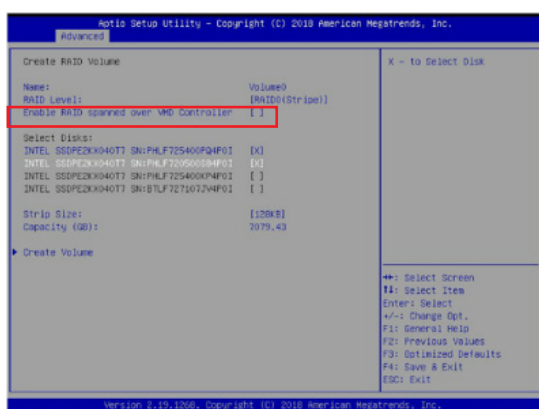 Aptio Setup Utility – Copyright (C) 2018 American Megatrends, Inc.
Advanced
Create RAID Volume
Name: Volume0
RAID Level: [RAID0(Stripe)]
Enable RAID spanned over VMD Controller [ ]
Select Disks:
INTEL SSDPE2KX040T7 SN:PHLF725400PQ4P0I [X]
INTEL SSDPE2KX040T7 SN:PHLF720500S84P0I [X]
INTEL SSDPE2KX040T7 SN:PHLF725400X74P0I [ ]
INTEL SSDPE2KX040T7 SN:BTLF727107JV4P0I [ ]
Strip Size: [128KB]
Capacity (GB): 7079.43
Create Volume
X - to Select Disk
: Select Screen
: Select Item
Enter: Select
+/-: Change Opt.
F1: General Help
F2: Previous Values
F3: Optimized Defaults
F4: Save & Exit
ESC: Exit
Version 2.19.1268. Copyright (C) 2018 American Megatrends, Inc.